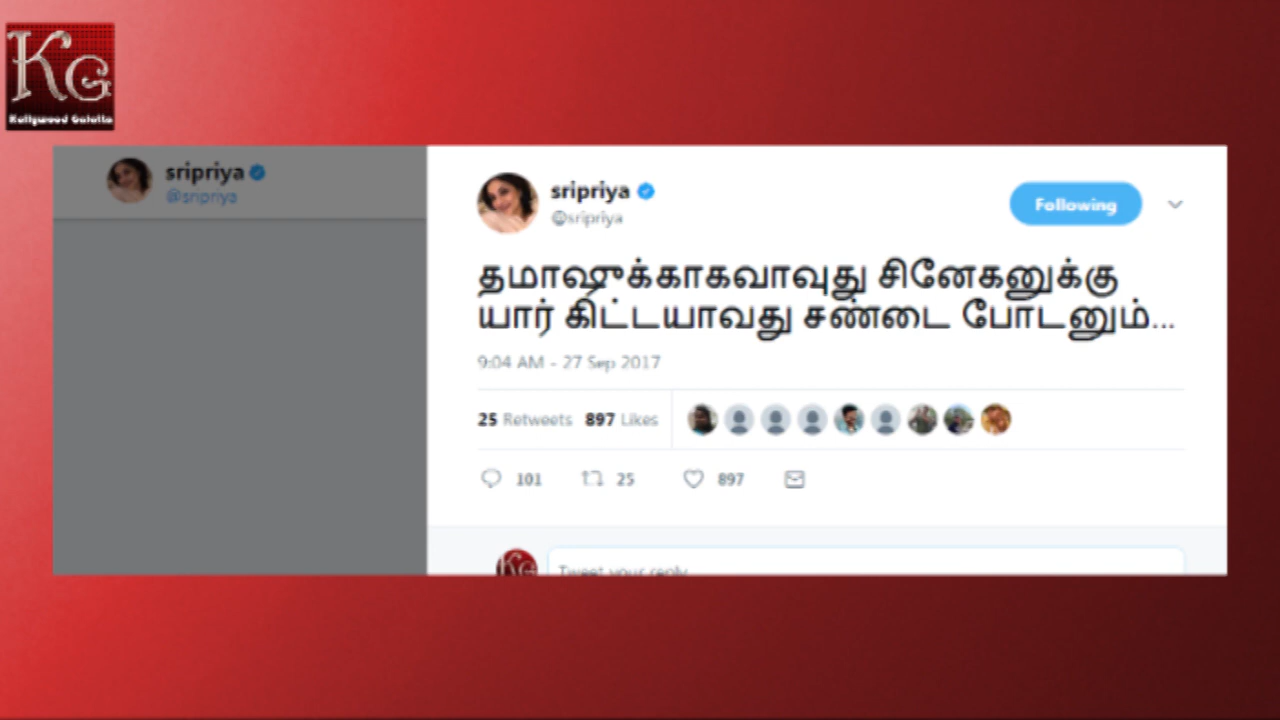 KG
Kollywood Galatta
sripriya
@sripriya
sripriya
@sripriya
Following
தமாஷுக்காகவாவுது சினேகனுக்கு
யார் கிட்டயாவது சண்டை போடனும்...
9:04 AM - 27 Sep 2017
25 Retweets 897 Likes
101 25 897
KG
Tweet your reply